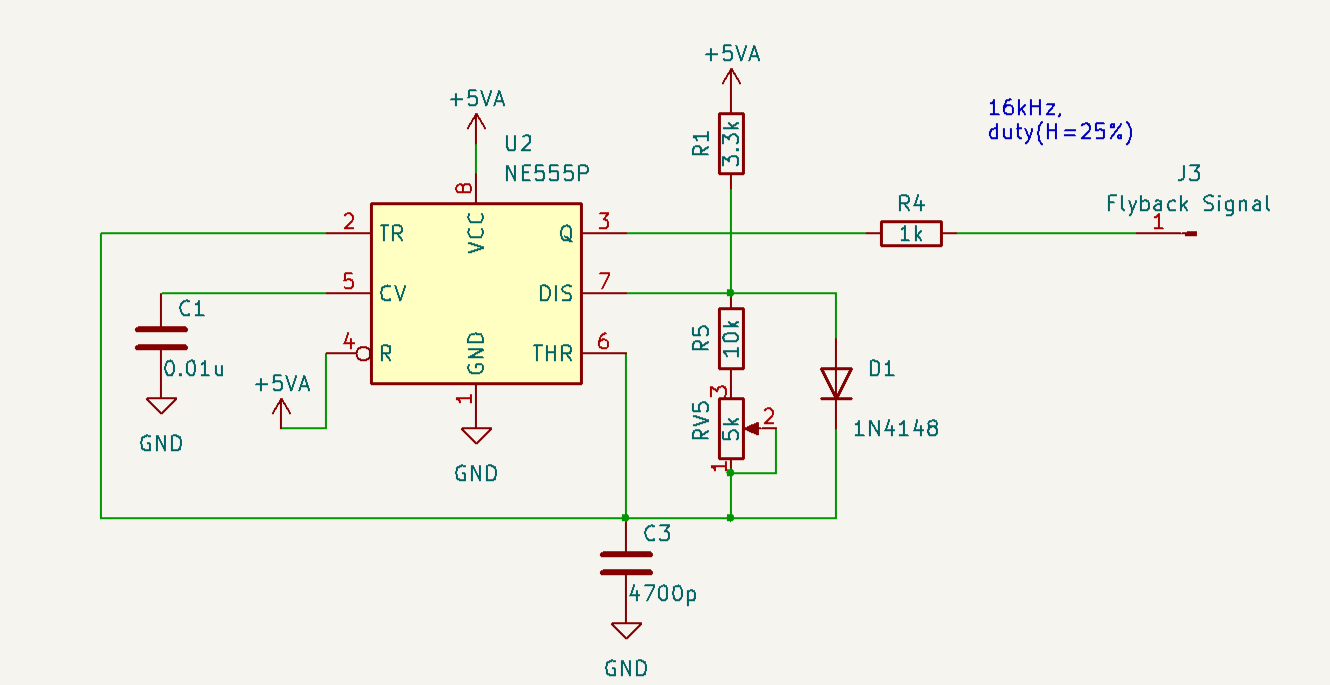 +5VA
+5VA
16kHz,
duty(H=25%)
R1
3.3k
U2
NE555P
8
J3
Flyback Signal
R4
1k
1
2
TR
VCC
Q
3
5
CV
DIS
7
C1
0.01u
4
R
GND
THR
6
R5
10k
+5VA
1
3
RV5
5k
2
1
D1
1N4148
GND
GND
C3
4700p
GND